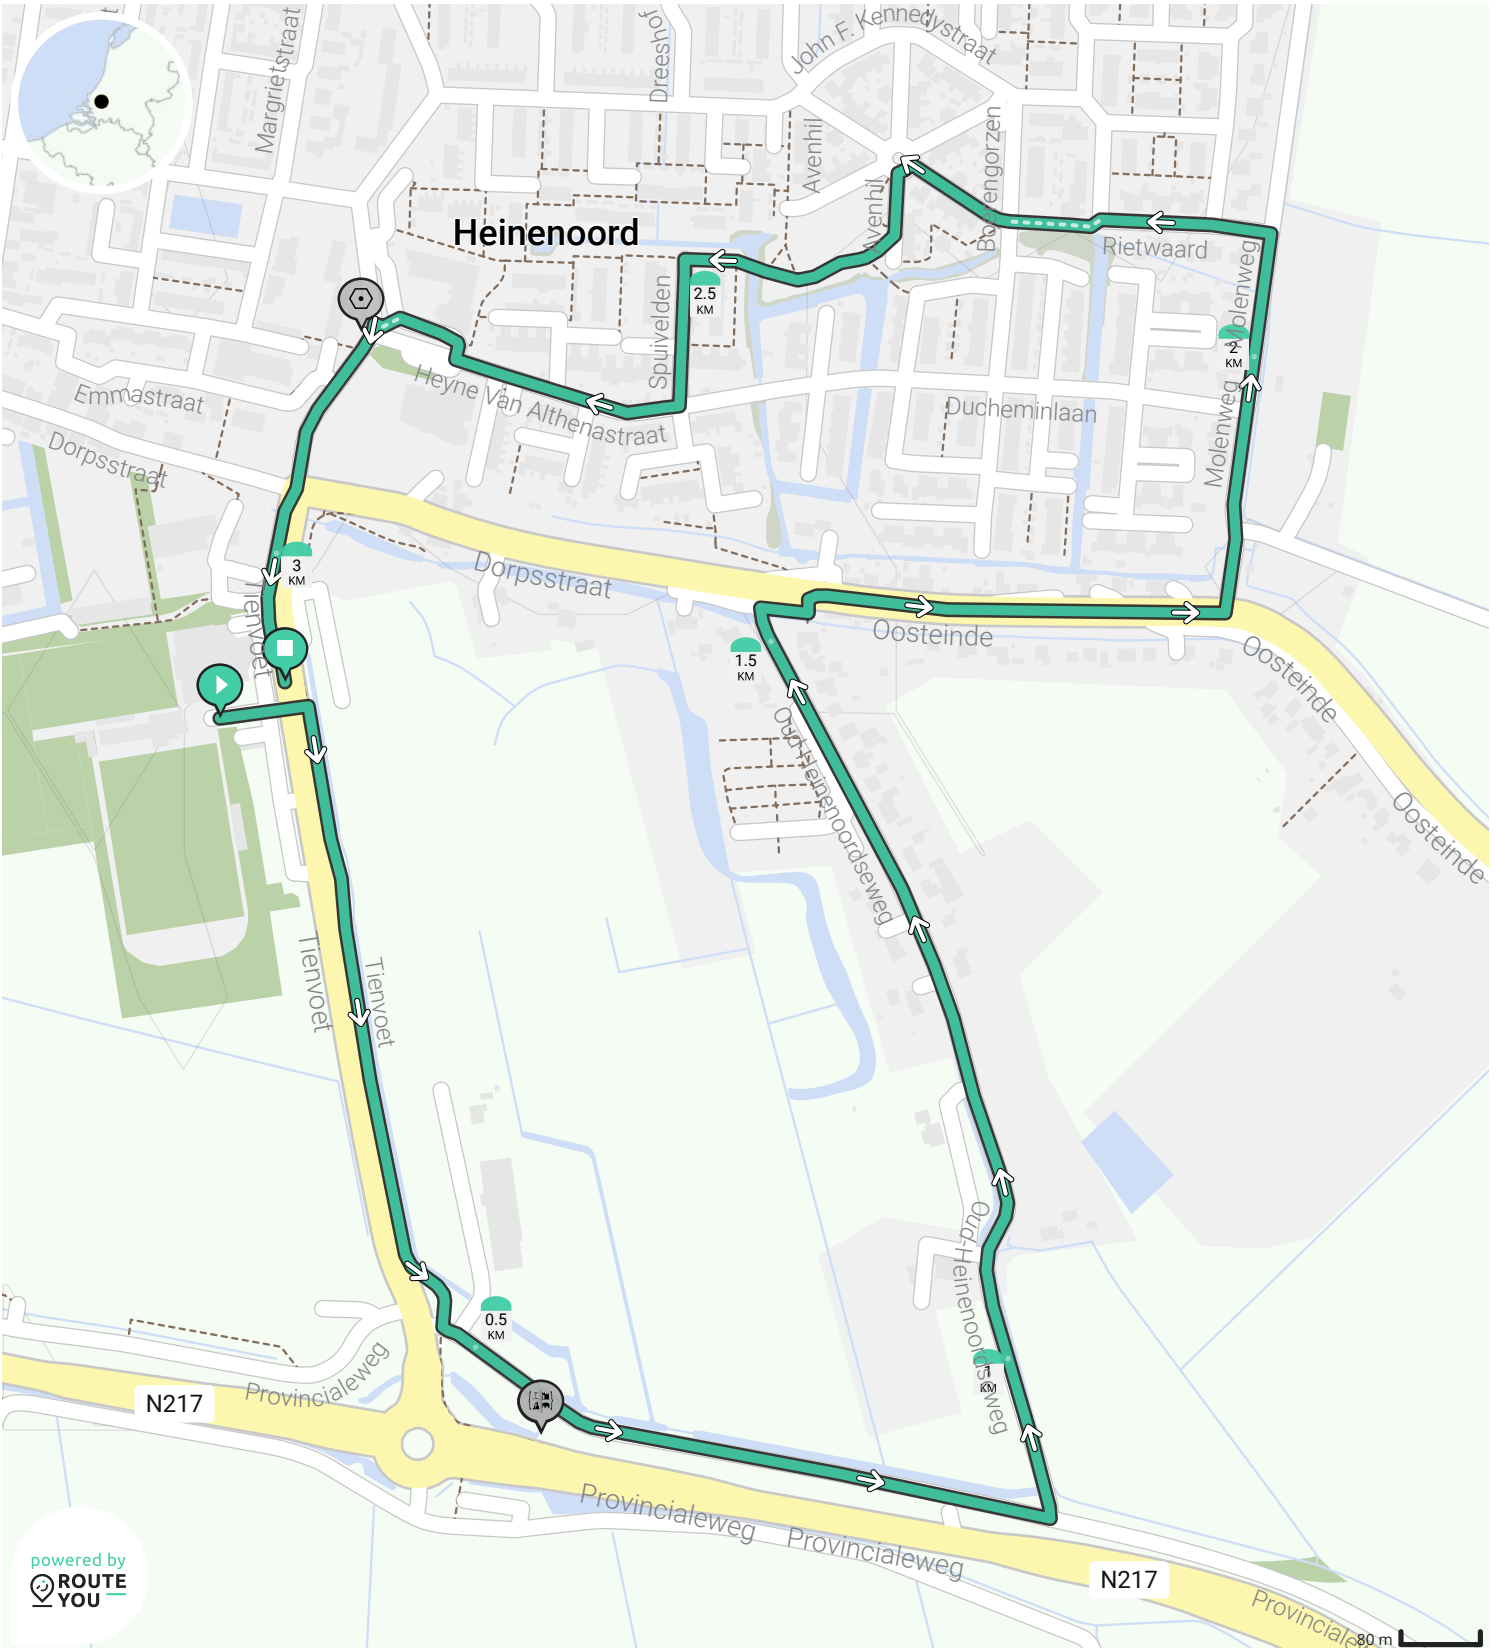 John F. Kennedystraat
Dreeshof
Margrietstraat
Avenhil
Boerengorzen
Avenhil
Heinenoord
Rietwaard
Molenweg
Spuivelden
2.5
KM
2
KM
Heyne Van Althenastraat
Emmastraat
Ducheminlaan
Molenweg
Dorpsstraat
Dorpsstraat
3
KM
Tienvoet
Oosteinde
1.5
KM
Oosteinde
Oud-Heinenoordseweg
Oosteinde
Tienvoet
Tienvoet
Oud-Heinenoordseweg
0.5
KM
1
KM
Provincialeweg
N217
Provincialeweg
Provincialeweg
N217
powered by
ROUTE
YOU
80 m